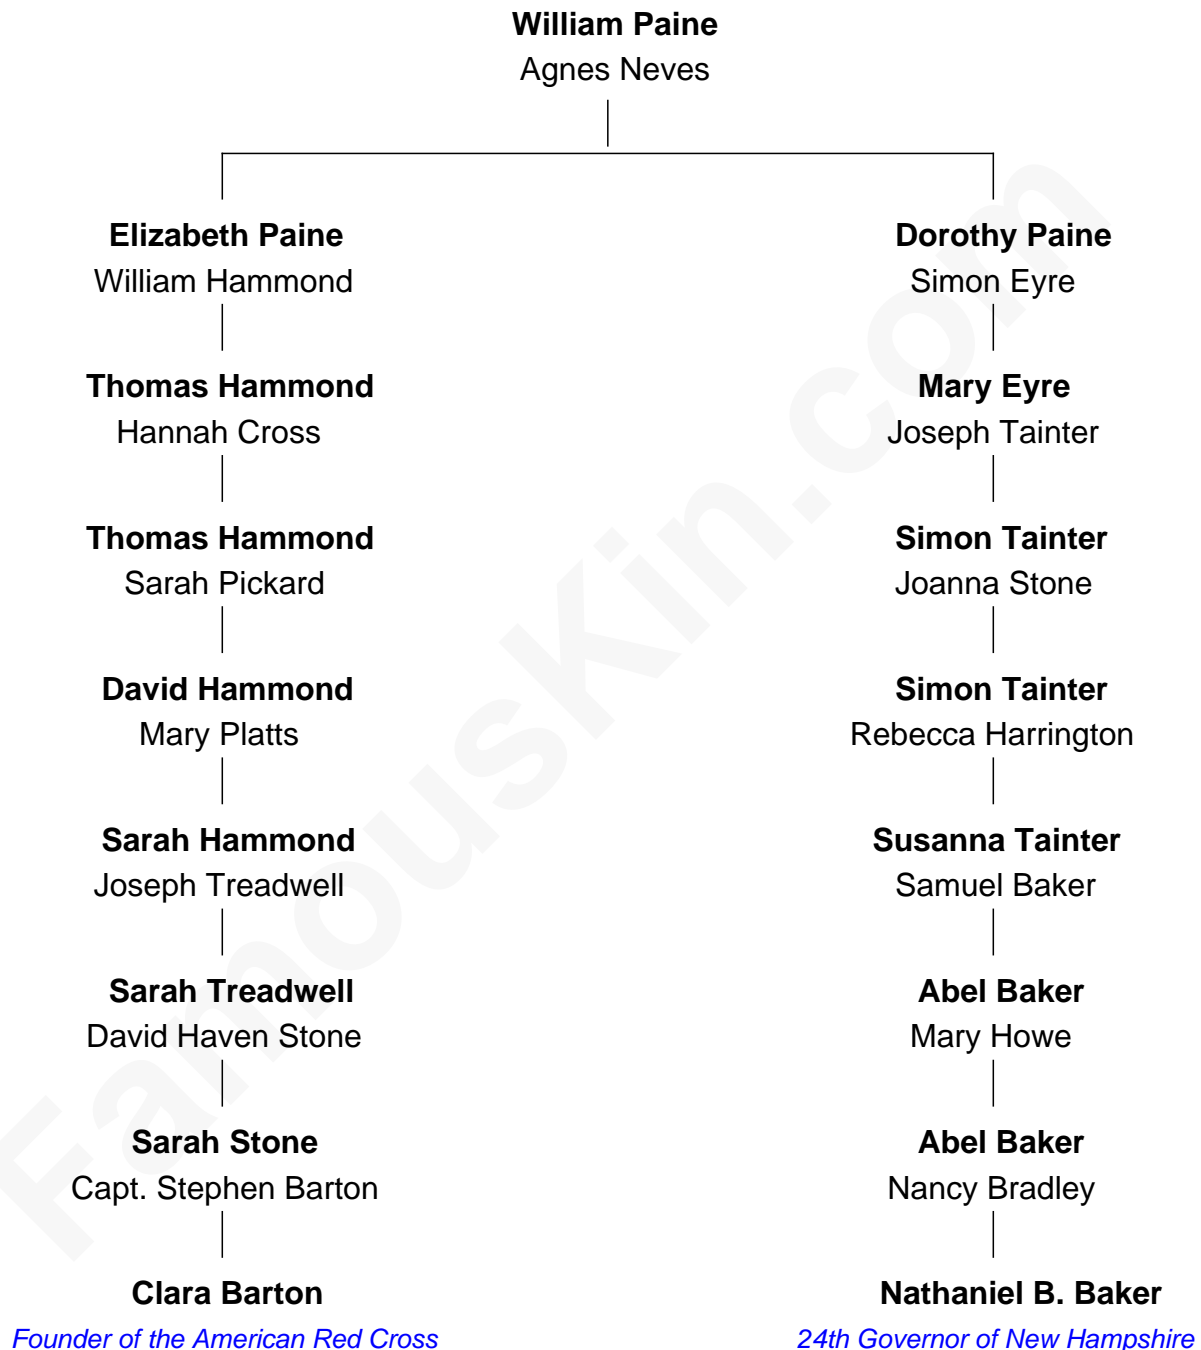 William Paine
Agnes Neves
Elizabeth Paine
William Hammond
Dorothy Paine
Simon Eyre
Thomas Hammond
Hannah Cross
Mary Eyre
Joseph Tainter
Thomas Hammond
Sarah Pickard
Simon Tainter
Joanna Stone
David Hammond
Mary Platts
Simon Tainter
Rebecca Harrington
Sarah Hammond
Joseph Treadwell
Susanna Tainter
Samuel Baker
Sarah Treadwell
David Haven Stone
Abel Baker
Mary Howe
Sarah Stone
Capt. Stephen Barton
Abel Baker
Nancy Bradley
Clara Barton
Founder of the American Red Cross
Nathaniel B. Baker
24th Governor of New Hampshire
FamousKin.com